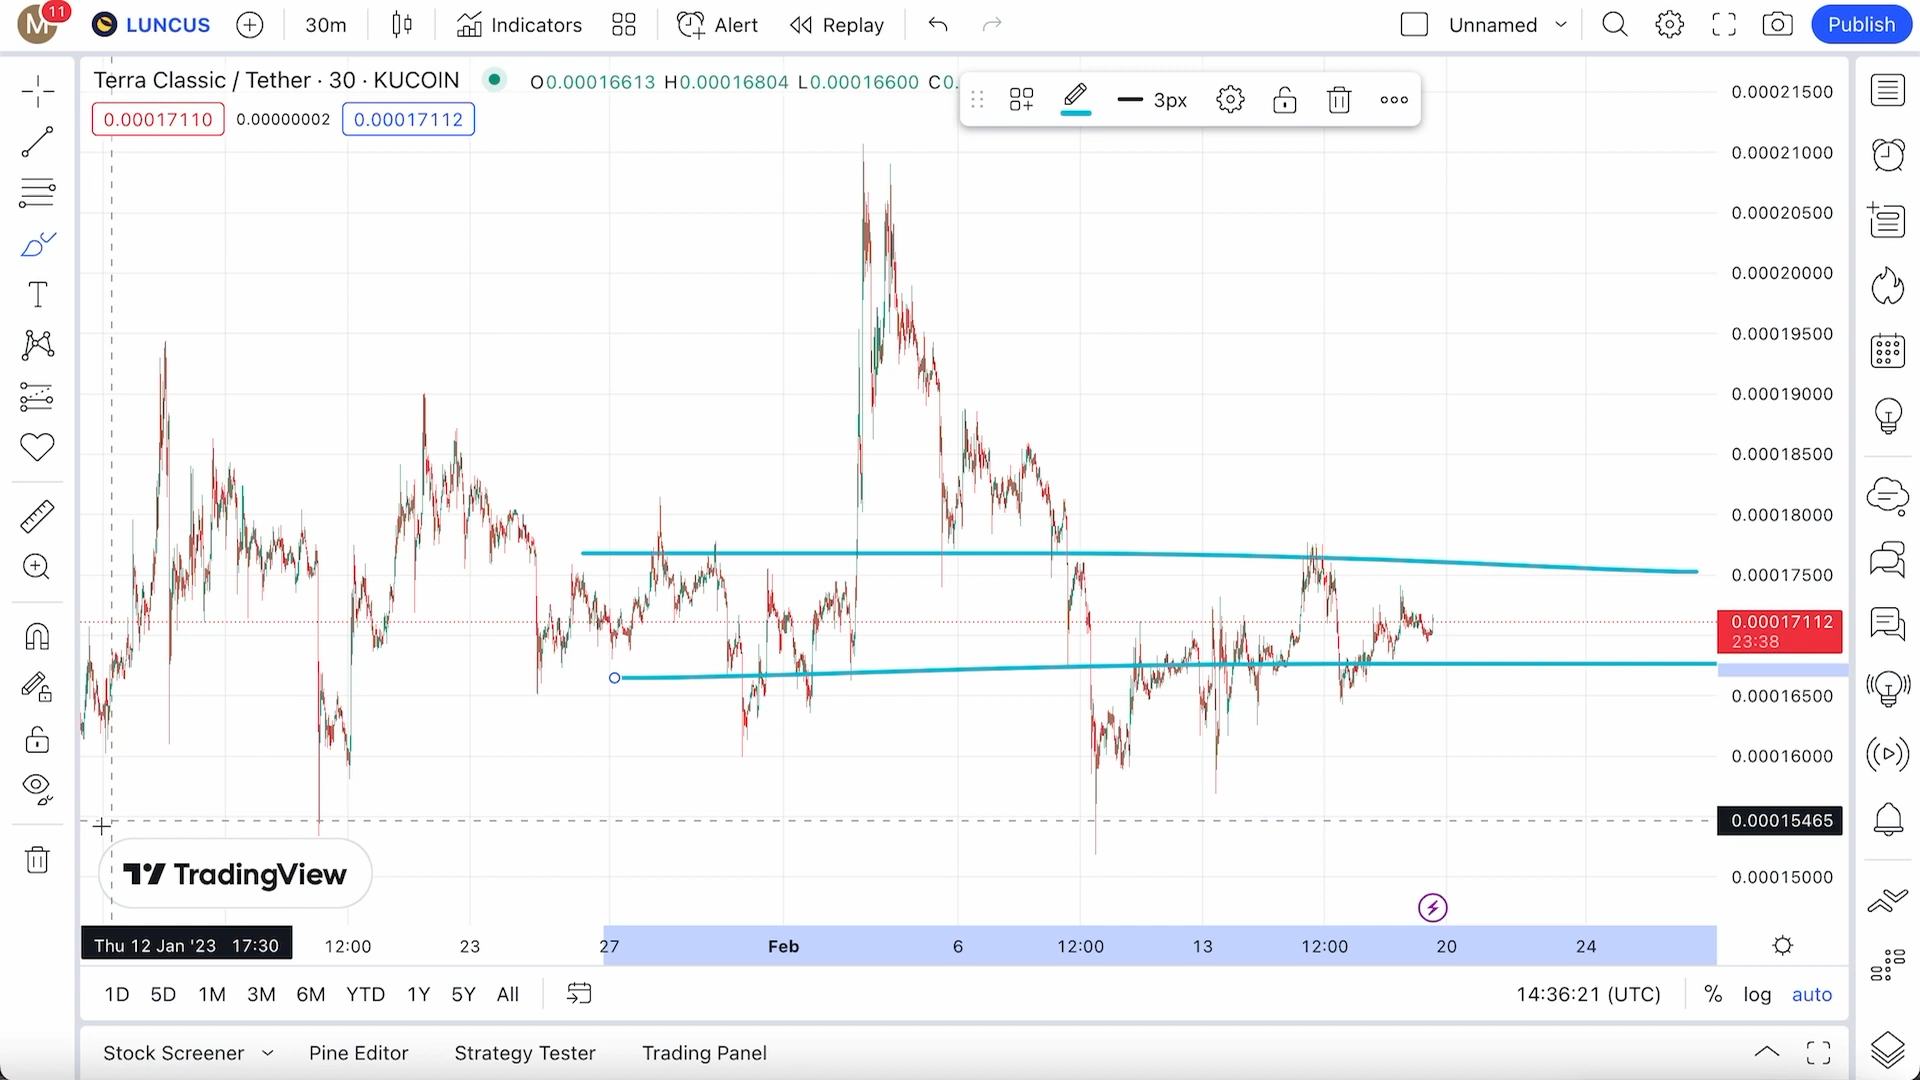 M
11
LUNCUS
30m
Indicators
Alert
Replay
Unnamed
Publish
Terra Classic / Tether · 30 · KUCOIN
O0.00016613 H0.00016804 L0.00016600 C0.
0.00017110
0.00000002
0.00017112
3px
0.00021500
0.00021000
0.00020500
0.00020000
0.00019500
0.00019000
0.00018500
0.00018000
0.00017500
0.00017112
23:38
0.00016500
0.00016000
0.00015465
0.00015000
T
TradingView
Thu 12 Jan '23 17:30
12:00
23
27
Feb
6
12:00
13
12:00
20
24
1D
5D
1M
3M
6M
YTD
1Y
5Y
All
14:36:21 (UTC)
%
log
auto
Stock Screener
Pine Editor
Strategy Tester
Trading Panel